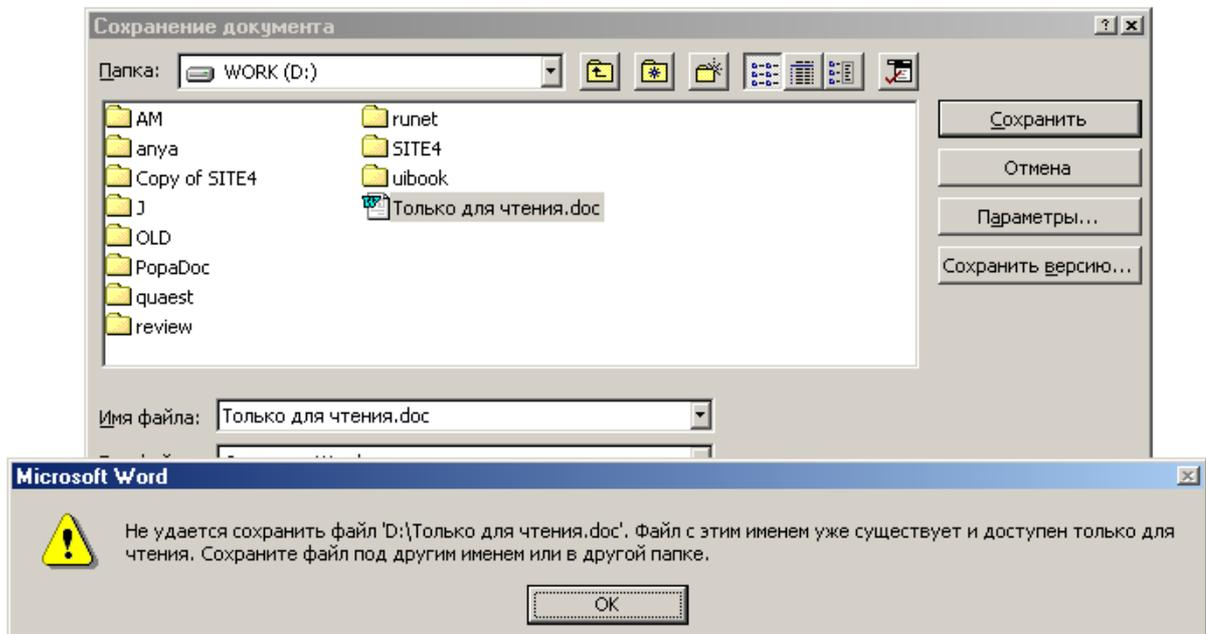 Сохранение документа
Папка: WORK (D:)
AM
anya
Copy of SITE4
J
OLD
PopaDoc
quaest
review
runet
SITE4
uibook
Только для чтения.doc
Сохранить
Отмена
Параметры...
Сохранить версию...
Имя файла: Только для чтения.doc
Microsoft Word
Не удается сохранить файл 'D:\Только для чтения.doc'. Файл с этим именем уже существует и доступен только для
чтения. Сохраните файл под другим именем или в другой папке.
OK